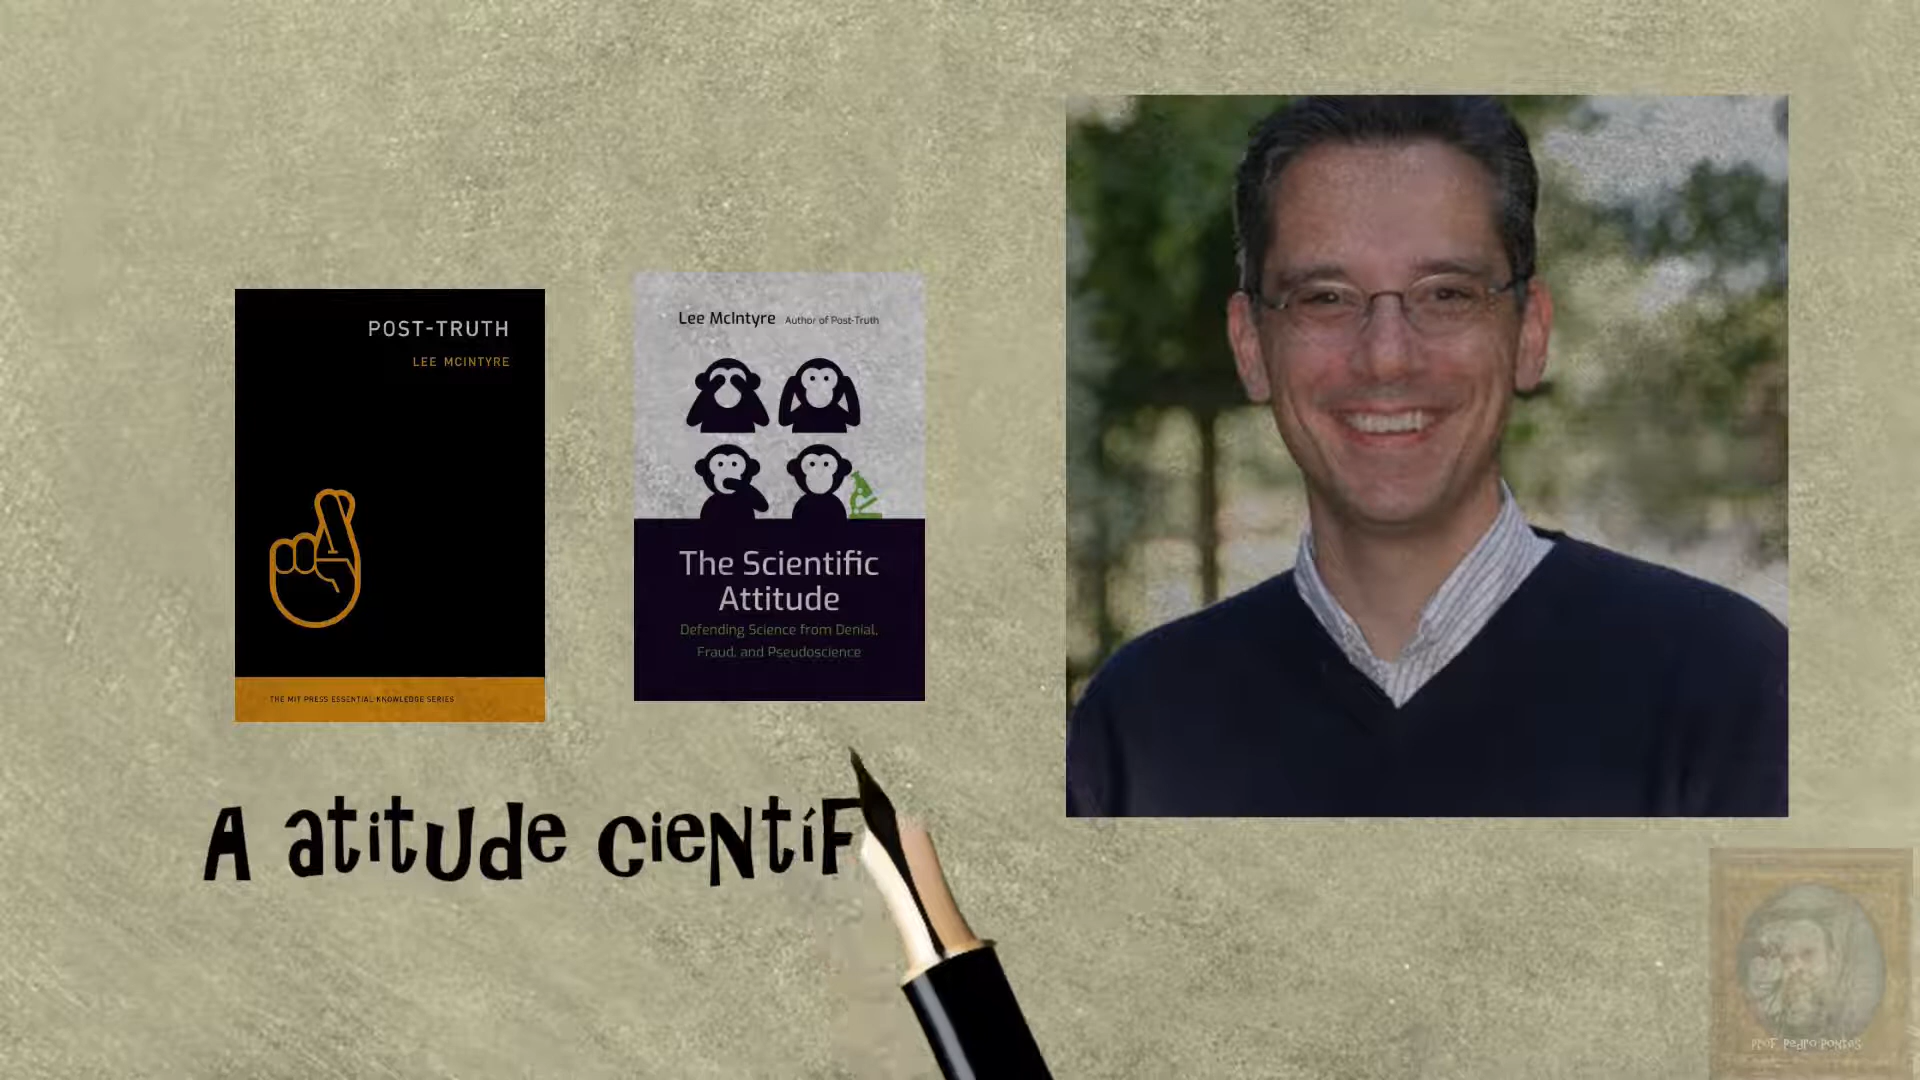 POST-TRUTH
LEE MCINTYRE
THE MIT PRESS ESSENTIAL KNOWLEDGE SERIES
Lee McIntyre Author of Post-Truth
The Scientific
Attitude
Defending Science from Denial,
Fraud, and Pseudoscience
A atitude científ
Prof. Pedro Pontes